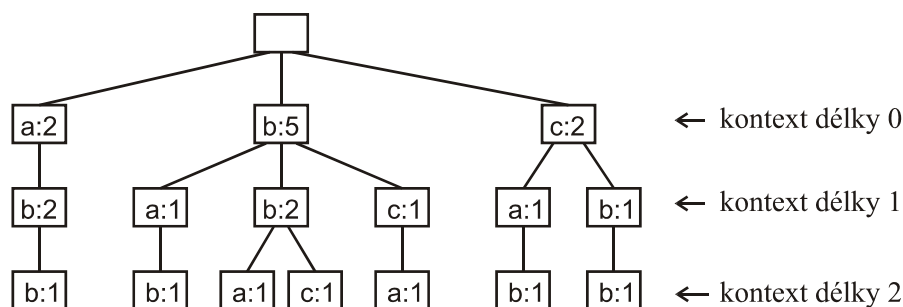 a:2 b:5 c:2 ← kontext délky 0
b:2 a:1 b:2 c:1 a:1 b:1 ← kontext délky 1
b:1 b:1 a:1 c:1 a:1 b:1 b:1 ← kontext délky 2